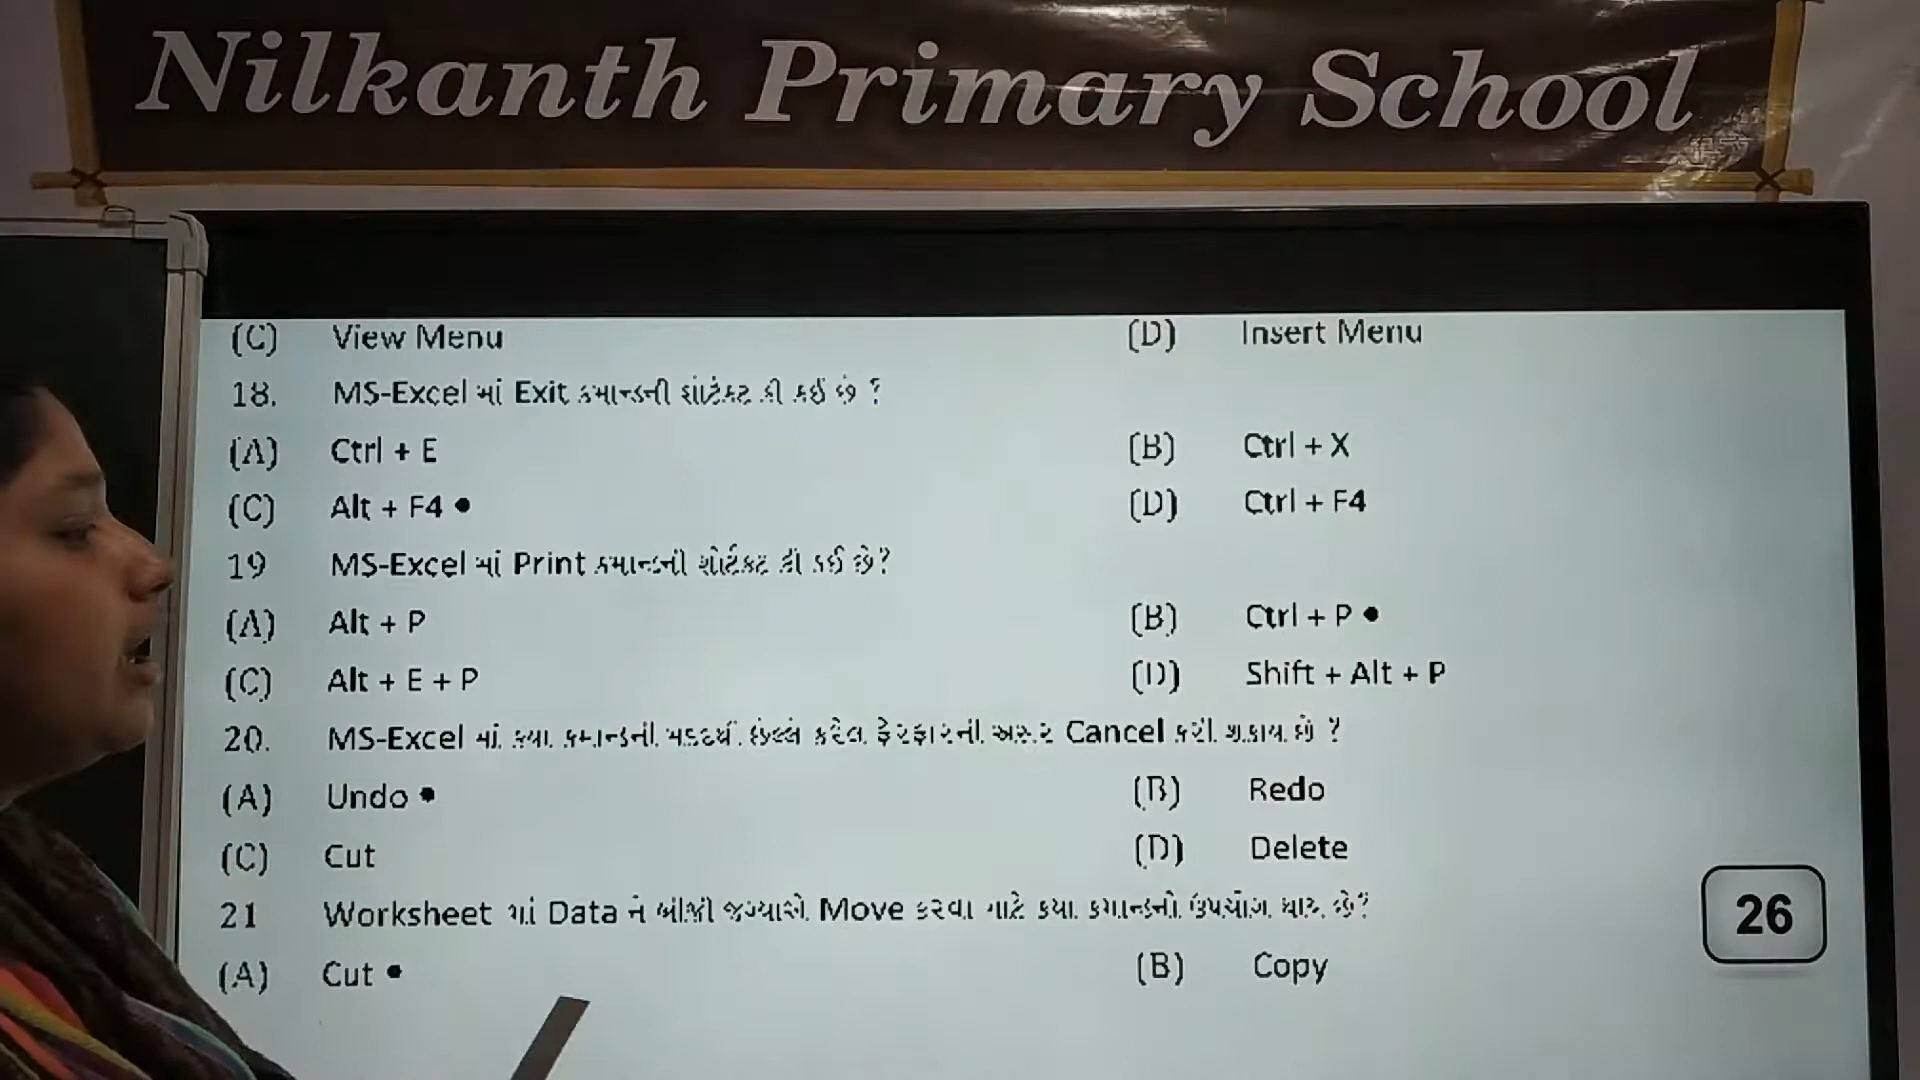 Nilkanth Primary School
(C) View Menu (D) Insert Menu
18. MS-Excel માં Exit કમાન્ડની શોર્ટકટ કી કઈ છે ?
(A) Ctrl + E (B) Ctrl + X
(C) Alt + F4 • (D) Ctrl + F4
19 MS-Excel માં Print કમાન્ડની શોર્ટકટ કી કઈ છે?
(A) Alt + P (B) Ctrl + P •
(C) Alt + E + P (D) Shift + Alt + P
20. MS-Excel માં કયા કમાન્ડની મદદથી છેલ્લે કરેલ ફેરફારની અસર Cancel કરી શકાય છે ?
(A) Undo • (B) Redo
(C) Cut (D) Delete
21 Worksheet માં Data ને બીજી જગ્યાએ Move કરવા માટે કયા કમાન્ડનો ઉપયોગ થાય છે?
(A) Cut • (B) Copy
26